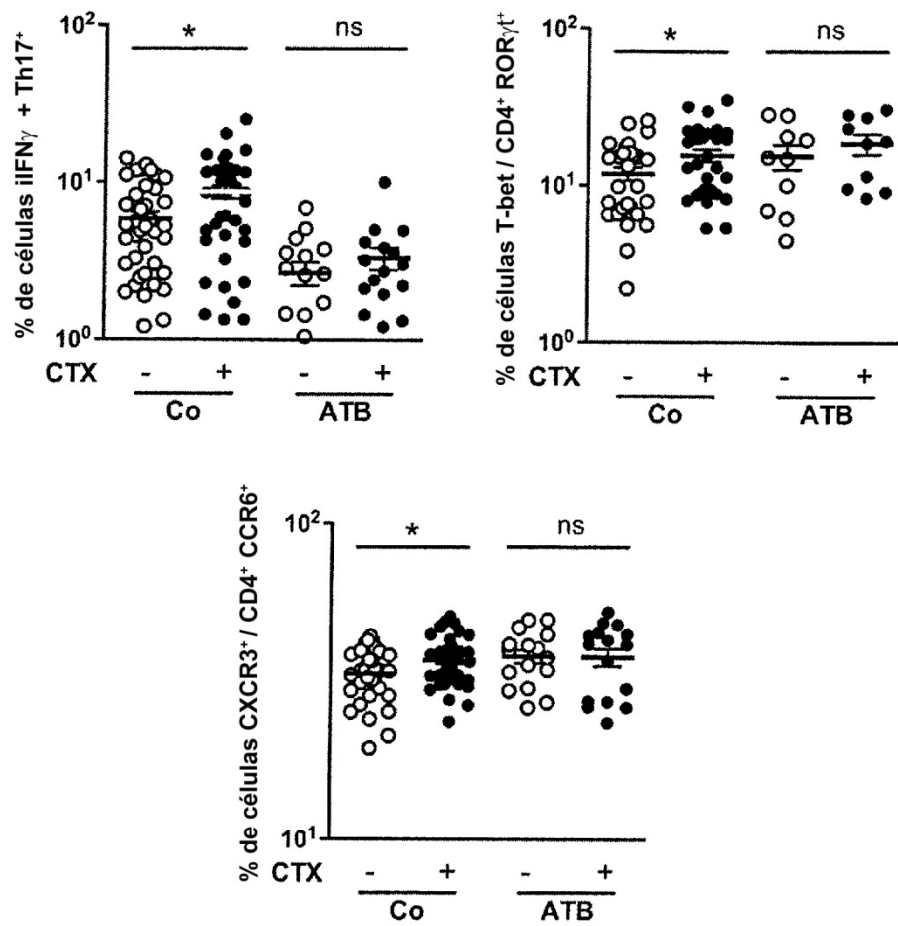 % de células iIFNγ + Th17⁺
10²
10¹
10⁰
* ns
CTX - + - +
Co ATB
% de células T-bet / CD4⁺ RORγt⁺
10²
10¹
10⁰
* ns
CTX - + - +
Co ATB
% de células CXCR3⁺ / CD4⁺ CCR6⁺
10²
10¹
* ns
CTX - + - +
Co ATB